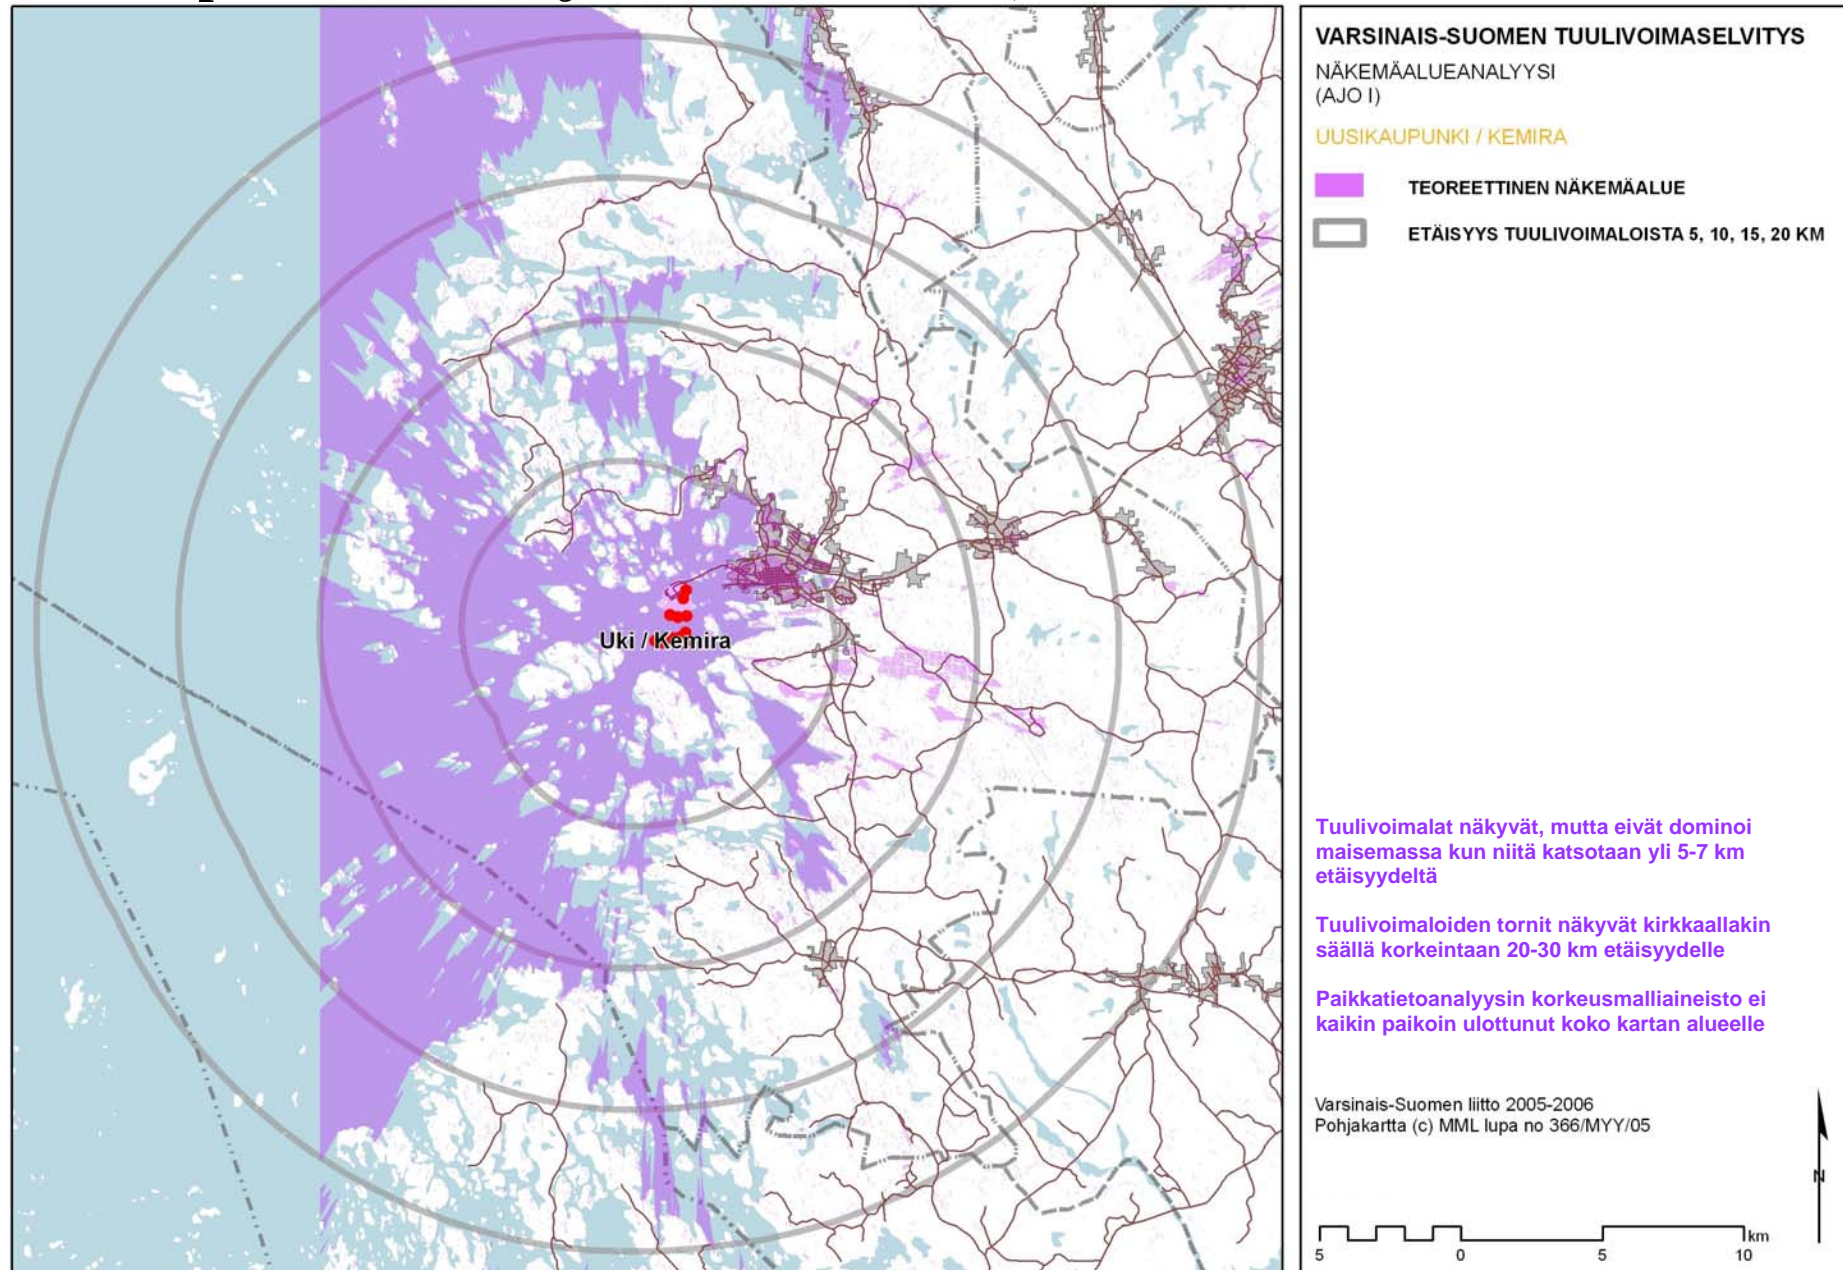 VARSINAIS-SUOMEN TUULIVOIMASELVITYS
NÄKEMÄALUEANALYYSI
(AJO I)
UUSIKAUPUNKI / KEMIRA
TEOREETTINEN NÄKEMÄALUE
ETÄISYYS TUULIVOIMALOISTA 5, 10, 15, 20 KM
Uki / Kemira
Tuulivoimalat näkyvät, mutta eivät dominoi
maisemassa kun niitä katsotaan yli 5-7 km
etäisyydeltä
Tuulivoimaloiden tornit näkyvät kirkkaallakin
säällä korkeintaan 20-30 km etäisyydelle
Paikkatietoanalyysin korkeusmalliaineisto ei
kaikin paikoin ulottunut koko kartan alueelle
Varsinais-Suomen liitto 2005-2006
Pohjakartta (c) MML lupa no 366/MYY/05
N
km
5 0 5 10